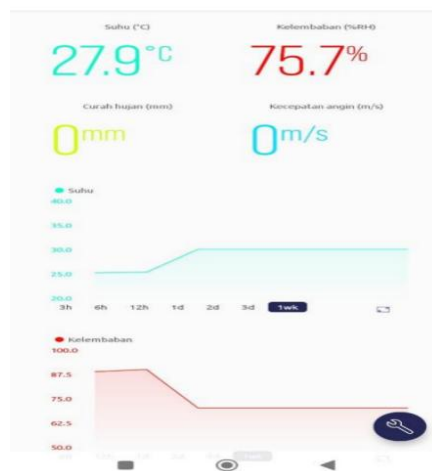 Suhu (°C)
Kelembaban (%RH)
27.9°C
75.7%
Curah hujan (mm)
Kecepatan angin (m/s)
0mm
0m/s
Suhu
40.0
35.0
30.0
25.0
20.0
3h 6h 12h 1d 2d 3d 1wk
Kelembaban
100.0
87.5
75.0
62.5
50.0